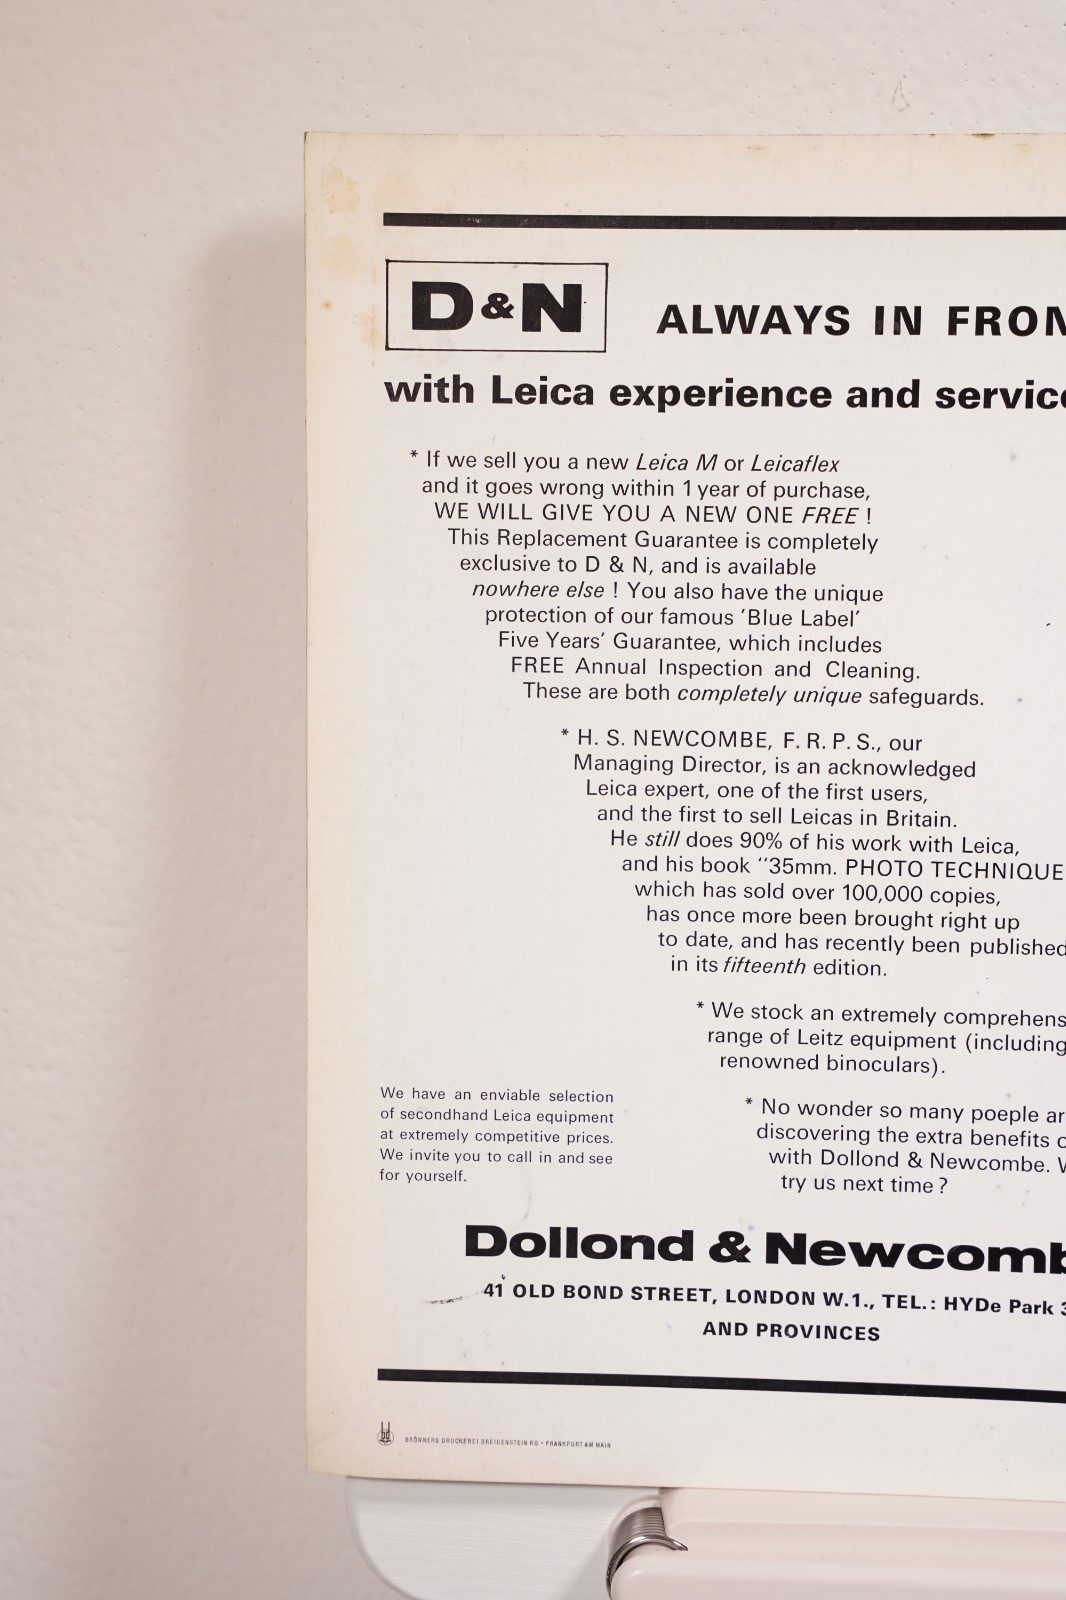 D&N
ALWAYS IN FRON
with Leica experience and servic
* If we sell you a new Leica M or Leicaflex
and it goes wrong within 1 year of purchase,
WE WILL GIVE YOU A NEW ONE FREE !
This Replacement Guarantee is completely
exclusive to D & N, and is available
nowhere else ! You also have the unique
protection of our famous 'Blue Label'
Five Years' Guarantee, which includes
FREE Annual Inspection and Cleaning.
These are both completely unique safeguards.
* H. S. NEWCOMBE, F. R. P. S., our
Managing Director, is an acknowledged
Leica expert, one of the first users,
and the first to sell Leicas in Britain.
He still does 90% of his work with Leica,
and his book "35mm. PHOTO TECHNIQUE
which has sold over 100,000 copies,
has once more been brought right up
to date, and has recently been published
in its fifteenth edition.
* We stock an extremely comprehens
range of Leitz equipment (including
renowned binoculars).
* No wonder so many poeple ar
discovering the extra benefits o
with Dollond & Newcombe. W
try us next time ?
We have an enviable selection
of secondhand Leica equipment
at extremely competitive prices.
We invite you to call in and see
for yourself.
Dollond & Newcomb
41 OLD BOND STREET, LONDON W.1., TEL.: HYDe Park 3
AND PROVINCES
bd BRÖNNERS DRUCKEREI BREIDENSTEIN KG • FRANKFURT AM MAIN